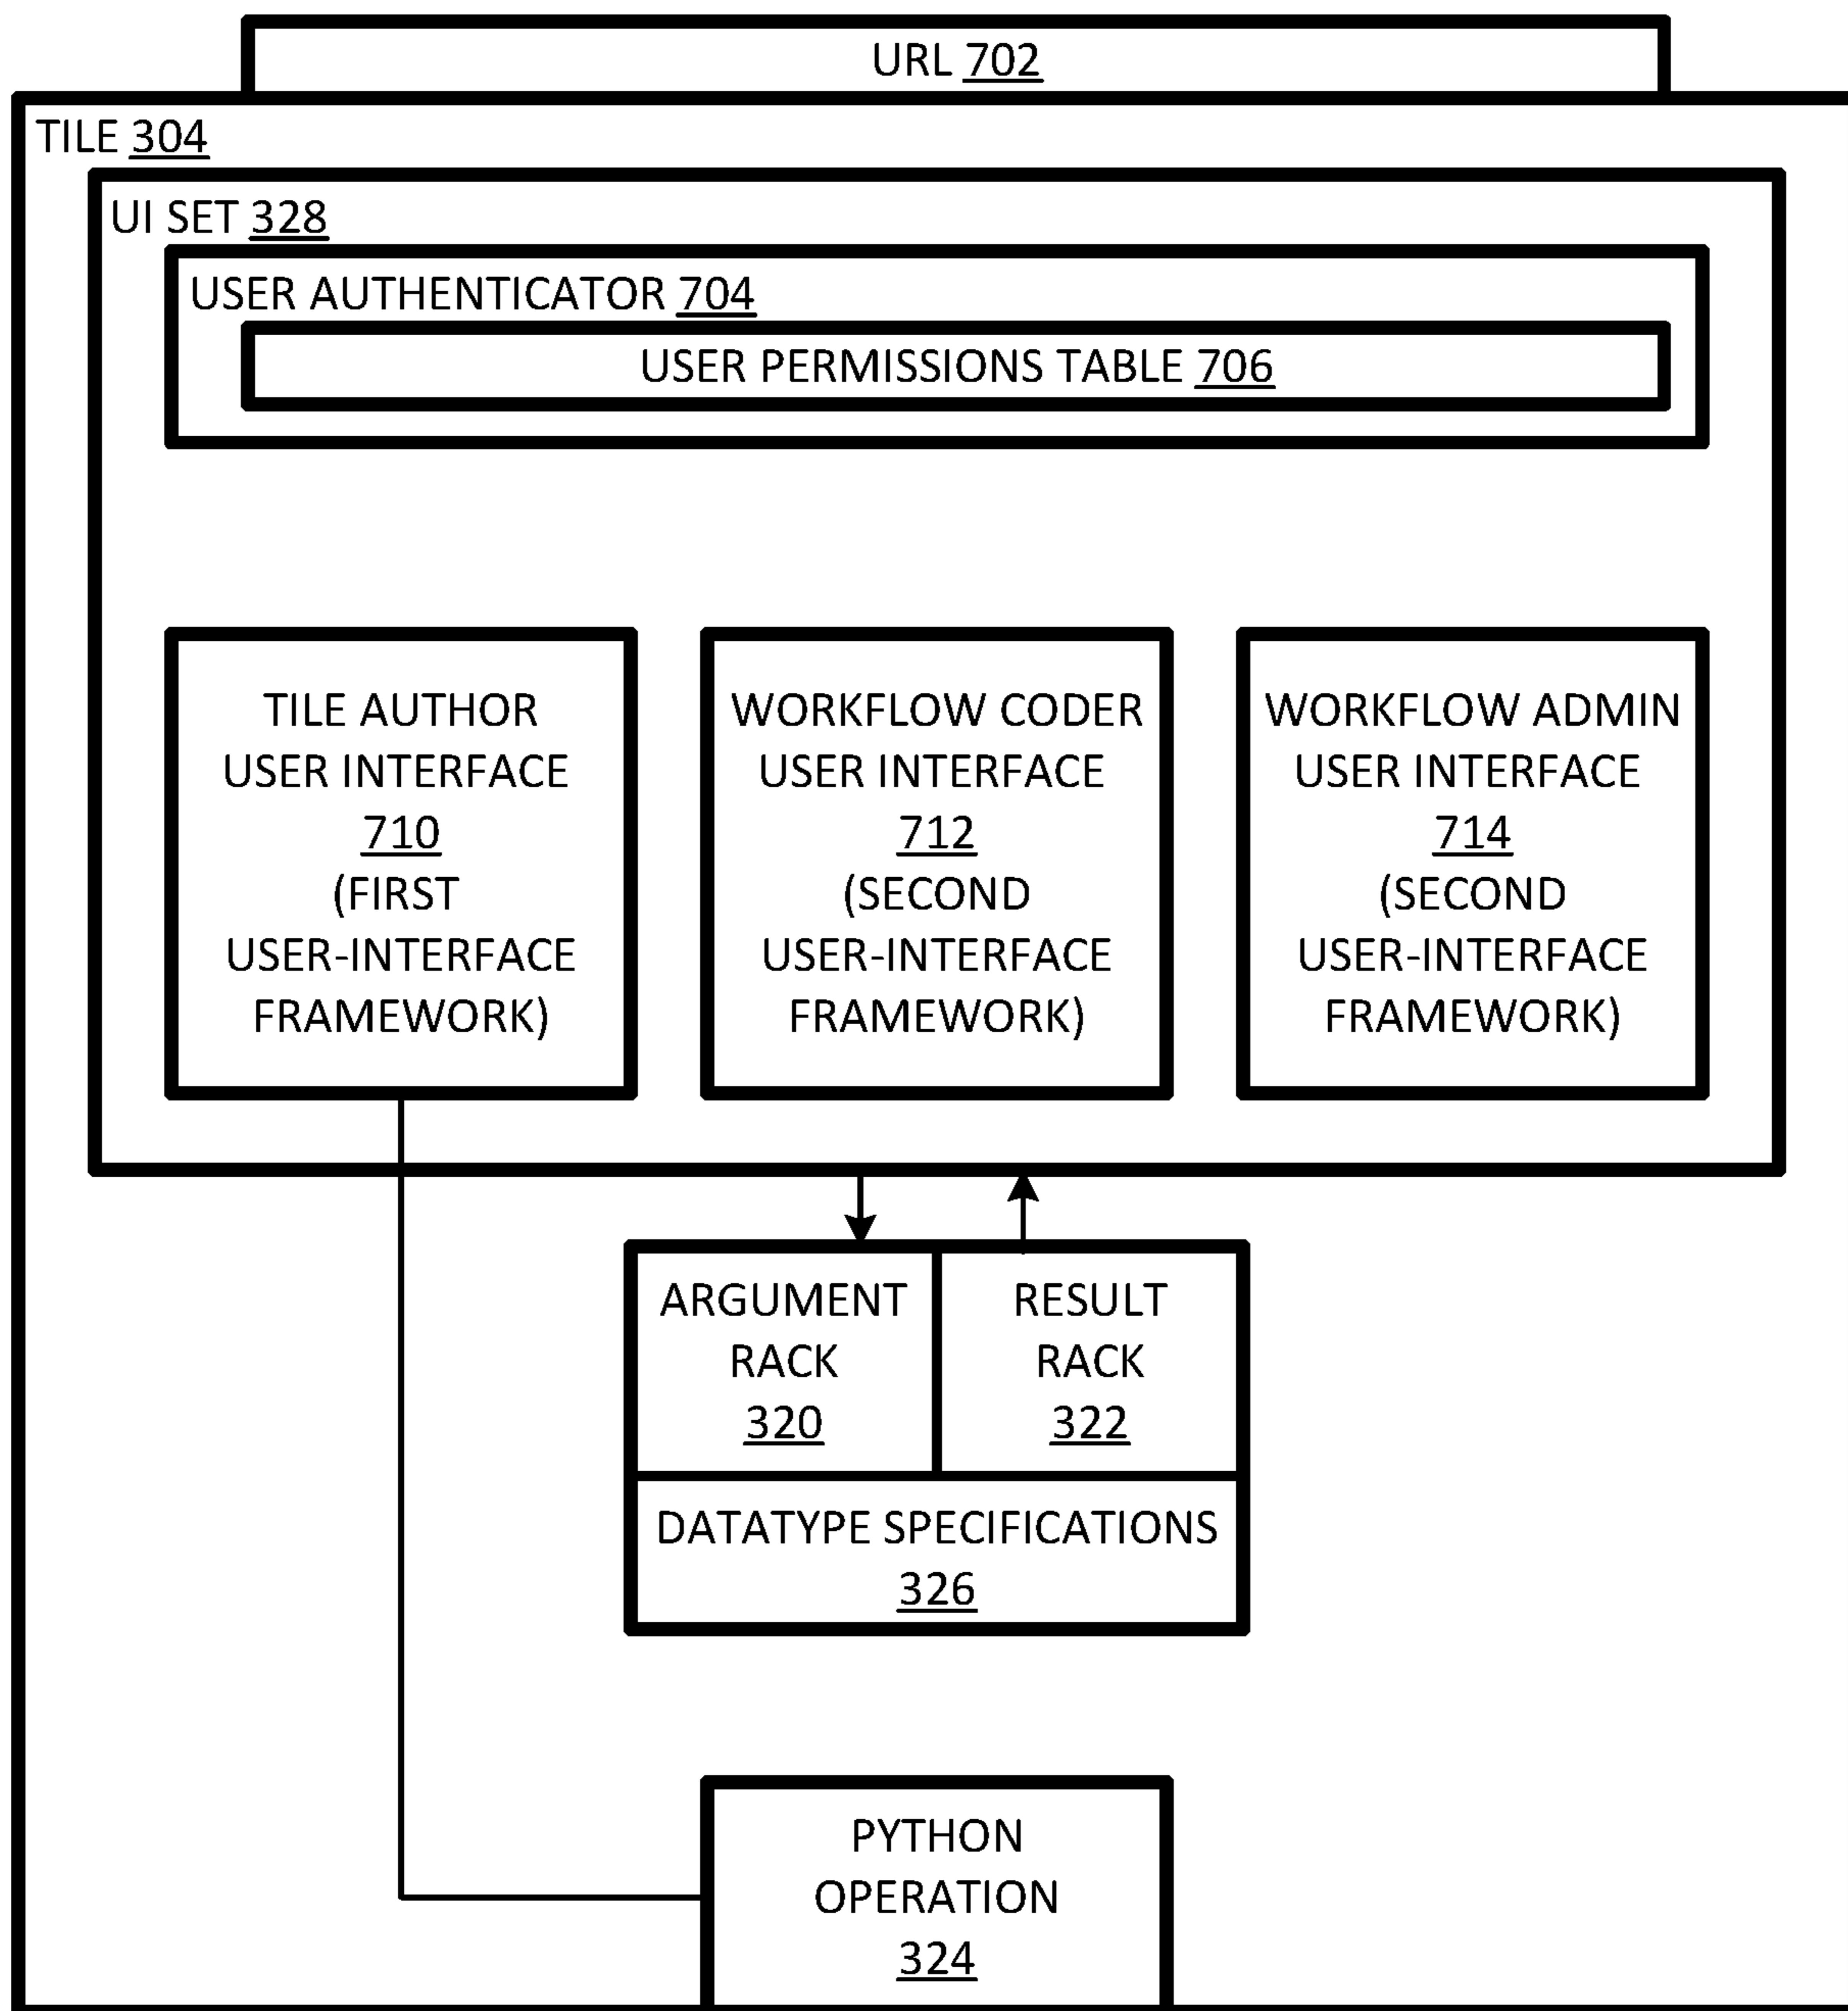 URL 702
TILE 304
UI SET 328
USER AUTHENTICATOR 704
USER PERMISSIONS TABLE 706
TILE AUTHOR
USER INTERFACE
710
(FIRST
USER-INTERFACE
FRAMEWORK)
WORKFLOW CODER
USER INTERFACE
712
(SECOND
USER-INTERFACE
FRAMEWORK)
WORKFLOW ADMIN
USER INTERFACE
714
(SECOND
USER-INTERFACE
FRAMEWORK)
ARGUMENT
RACK
320
RESULT
RACK
322
DATATYPE SPECIFICATIONS
326
PYTHON
OPERATION
324